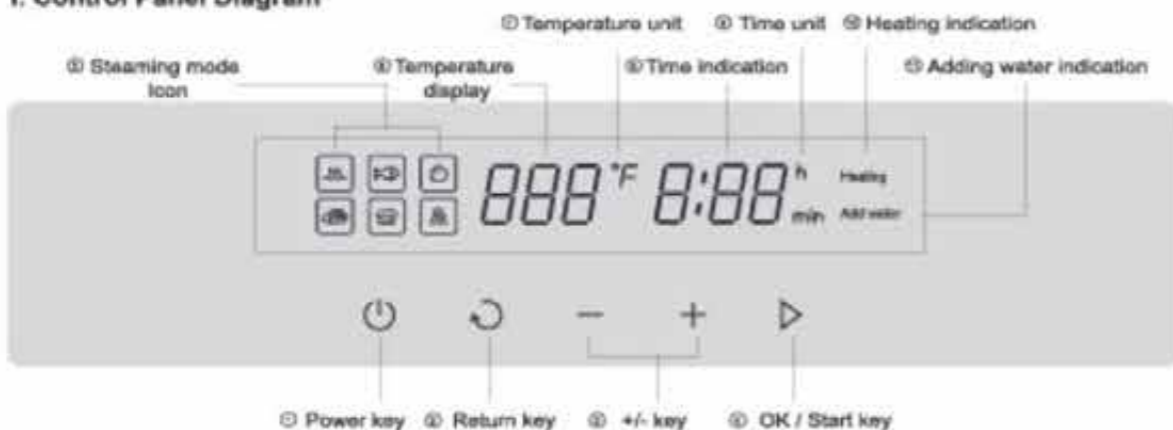 1. Control Panel Diagram
⑦ Temperature unit ⑨ Time unit ⑩ Heating indication
⑤ Steaming mode icon ⑥ Temperature display ⑧ Time indication ⑪ Adding water indication
888 °F 8:88 h min Heating
Add water
① Power key ② Return key ③ +/- key ④ OK / Start key